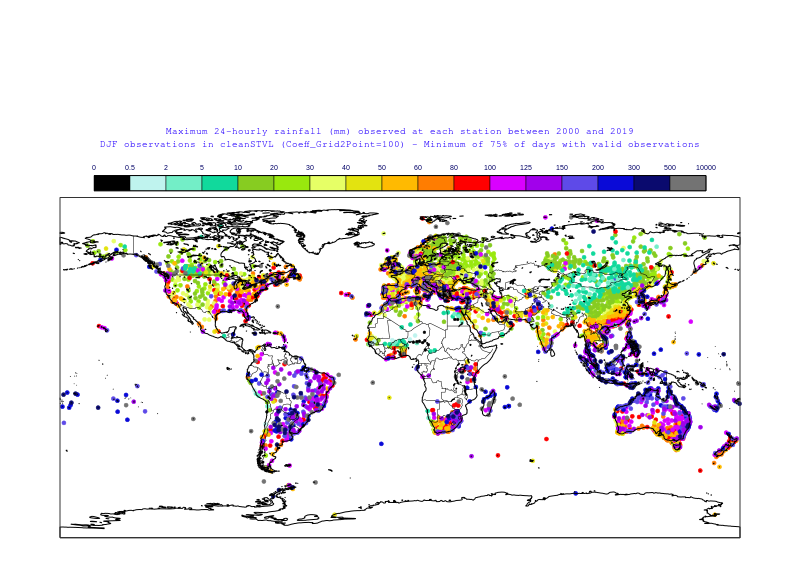 Maximum 24-hourly rainfall (mm) observed at each station between 2000 and 2019
DJF observations in cleanSTVL (Coeff_Grid2Point=100) - Minimum of 75% of days with valid observations
0 0.5 2 5 10 20 30 40 50 60 80 100 125 150 200 300 500 10000